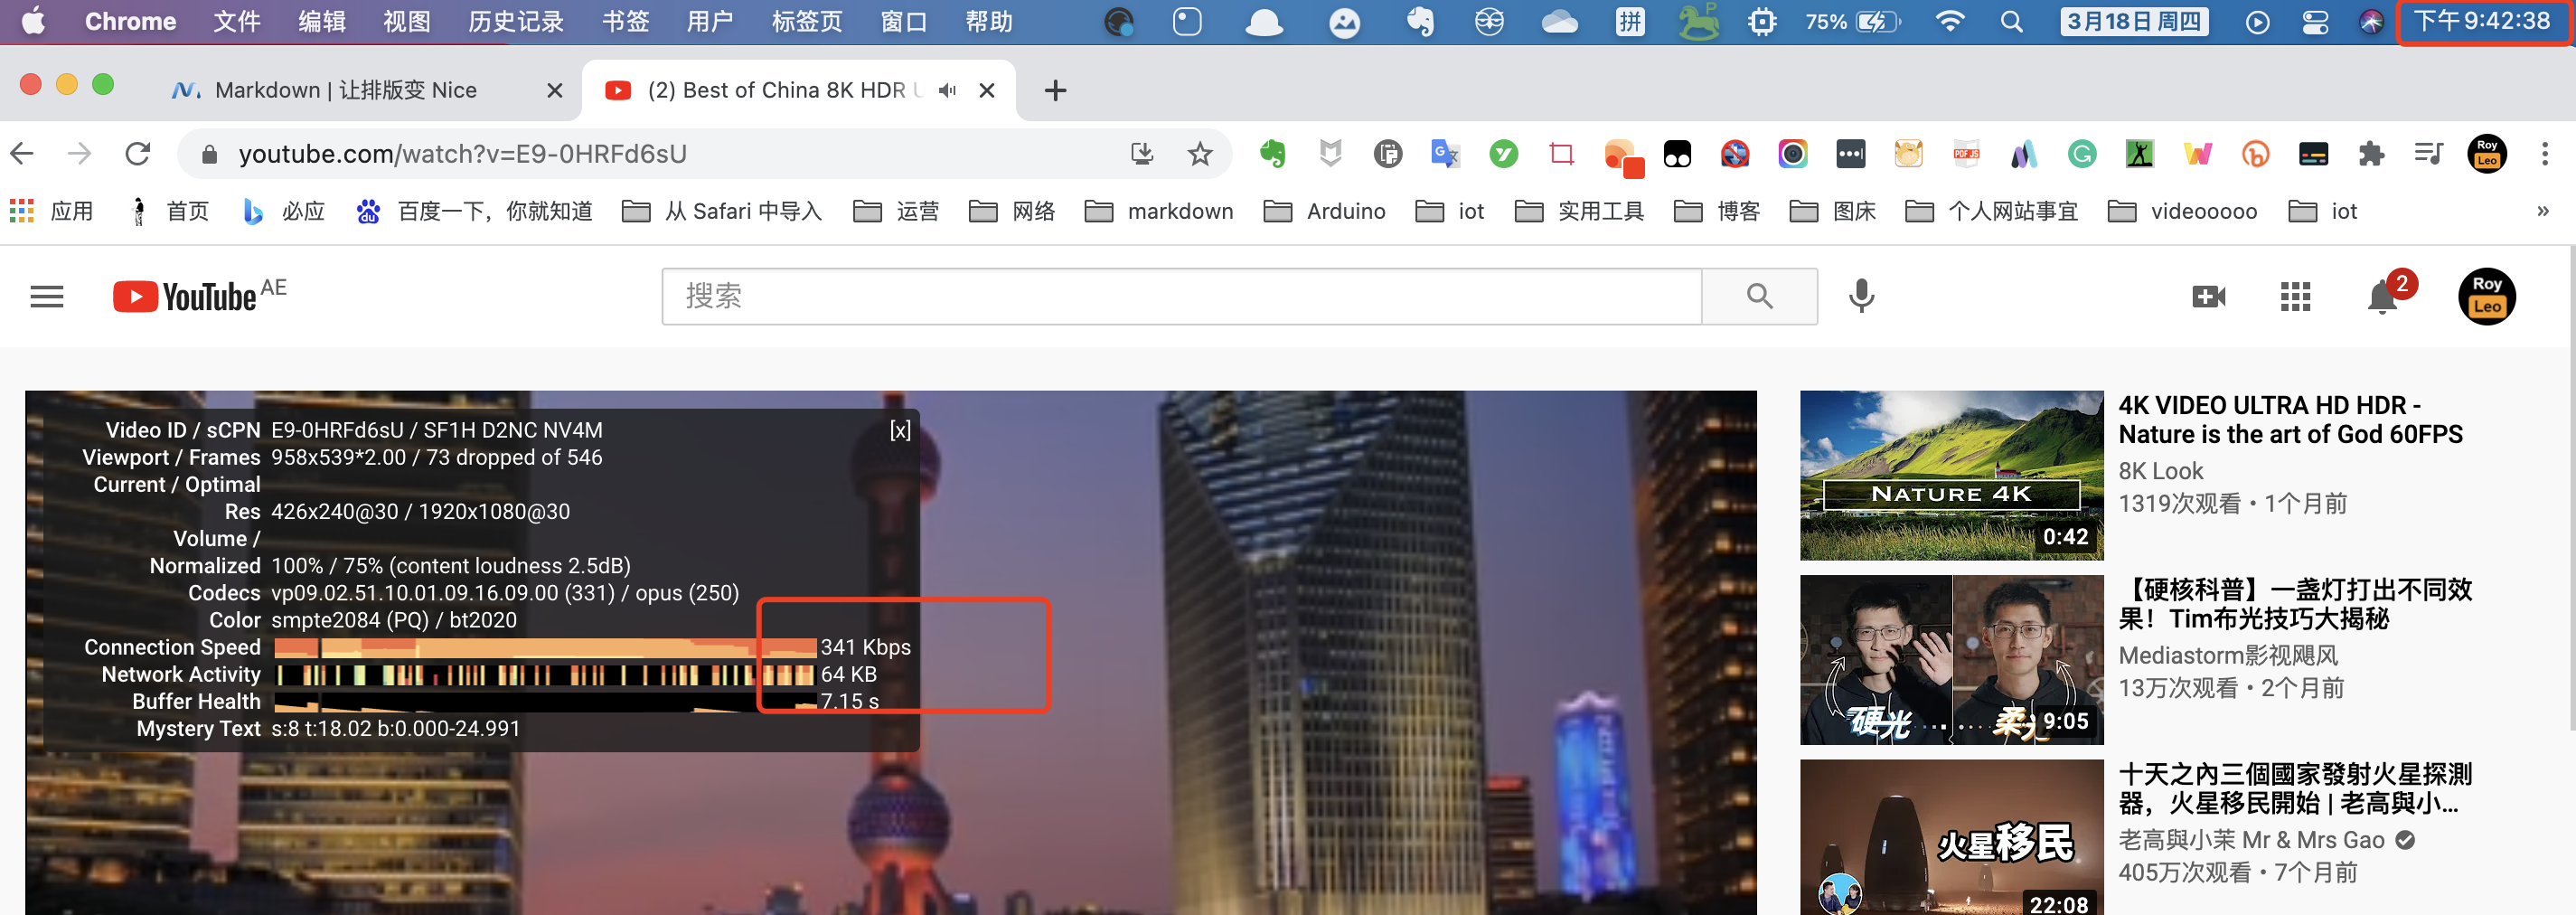 Chrome 文件 编辑 视图 历史记录 书签 用户 标签页 窗口 帮助 拼 75% 3月18日 周四 下午9:42:38
Markdown | 让排版变 Nice (2) Best of China 8K HDR
youtube.com/watch?v=E9-0HRFd6sU Roy Leo
应用 首页 必应 百度一下，你就知道 从 Safari 中导入 运营 网络 markdown Arduino iot 实用工具 博客 图床 个人网站事宜 videooooo iot »
YouTube AE 搜索 2 Roy Leo
Video ID / sCPN E9-0HRFd6sU / SF1H D2NC NV4M [x]
Viewport / Frames 958x539*2.00 / 73 dropped of 546
Current / Optimal
Res 426x240@30 / 1920x1080@30
Volume /
Normalized 100% / 75% (content loudness 2.5dB)
Codecs vp09.02.51.10.01.09.16.09.00 (331) / opus (250)
Color smpte2084 (PQ) / bt2020
Connection Speed 341 Kbps
Network Activity 64 KB
Buffer Health 7.15 s
Mystery Text s:8 t:18.02 b:0.000-24.991
NATURE 4K
0:42
4K VIDEO ULTRA HD HDR -
Nature is the art of God 60FPS
8K Look
1319次观看 • 1个月前
硬光 柔光
9:05
【硬核科普】一盏灯打出不同效
果！Tim布光技巧大揭秘
Mediastorm影视飓风
13万次观看 • 2个月前
火星移民
22:08
十天之內三個國家發射火星探測
器，火星移民開始 | 老高與小...
老高與小茉 Mr & Mrs Gao
405万次观看 • 7个月前